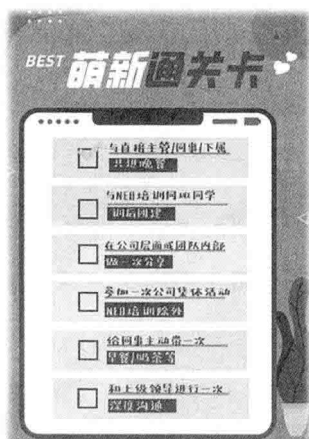 BEST 萌新通关卡
与直接主管/同事/下属
共进晚餐
与NEO培训同班同学
训后团建
在公司层面或团队内部
做一次分享
参加一次公司集体活动
NEO培训除外
给同事主动带一次
早餐/奶茶等
和上级领导进行一次
深度沟通